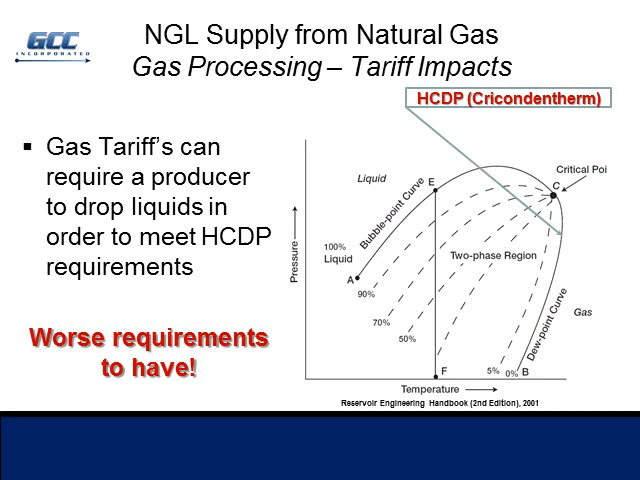 GCC
INCORPORATED
NGL Supply from Natural Gas
Gas Processing – Tariff Impacts
HCDP (Cricondentherm)
▪ Gas Tariff's can
require a producer
to drop liquids in
order to meet HCDP
requirements
Worse requirements
to have!
Critical Poi
C
Liquid
E
Bubble-point Curve
100%
Liquid
Two-phase Region
Pressure
A
90%
70%
50%
Gas
Dew-point Curve
F
5%
0%
B
Temperature
Reservoir Engineering Handbook (2nd Edition), 2001